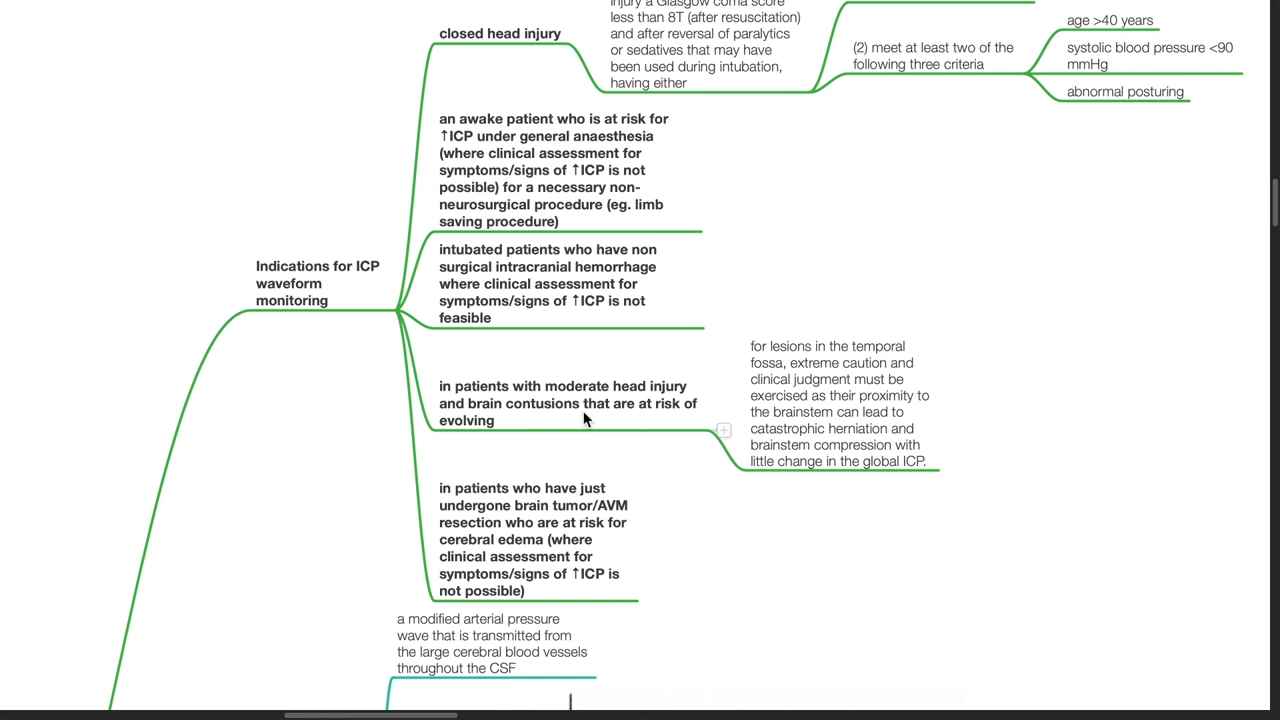 injury a Glasgow coma score
less than 8T (after resuscitation)
and after reversal of paralytics
or sedatives that may have
been used during intubation,
having either
closed head injury
(2) meet at least two of the
following three criteria
age >40 years
systolic blood pressure <90
mmHg
abnormal posturing
an awake patient who is at risk for
↑ICP under general anaesthesia
(where clinical assessment for
symptoms/signs of ↑ICP is not
possible) for a necessary non-
neurosurgical procedure (eg. limb
saving procedure)
intubated patients who have non
surgical intracranial hemorrhage
where clinical assessment for
symptoms/signs of ↑ICP is not
feasible
Indications for ICP
waveform
monitoring
in patients with moderate head injury
and brain contusions that are at risk of
evolving
for lesions in the temporal
fossa, extreme caution and
clinical judgment must be
exercised as their proximity to
the brainstem can lead to
catastrophic herniation and
brainstem compression with
little change in the global ICP.
in patients who have just
undergone brain tumor/AVM
resection who are at risk for
cerebral edema (where
clinical assessment for
symptoms/signs of ↑ICP is
not possible)
a modified arterial pressure
wave that is transmitted from
the large cerebral blood vessels
throughout the CSF